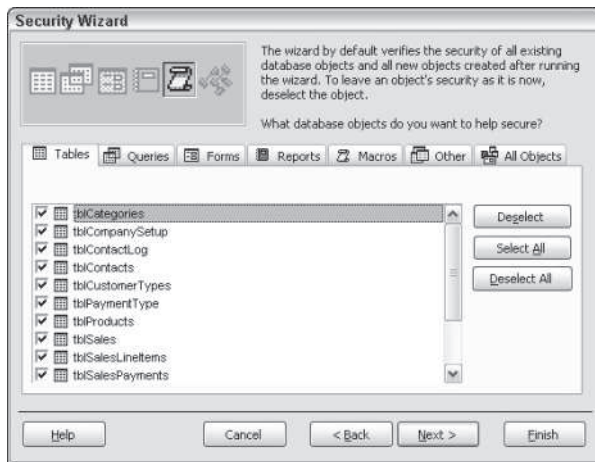 Security Wizard
The wizard by default verifies the security of all existing
database objects and all new objects created after running
the wizard. To leave an object's security as it is now,
deselect the object.
What database objects do you want to help secure?
Tables Queries Forms Reports Macros Other All Objects
tblCategories
tblCompanySetup
tblContactLog
tblContacts
tblCustomerTypes
tblPaymentType
tblProducts
tblSales
tblSalesLineItems
tblSalesPayments
Deselect
Select All
Deselect All
Help Cancel < Back Next > Finish